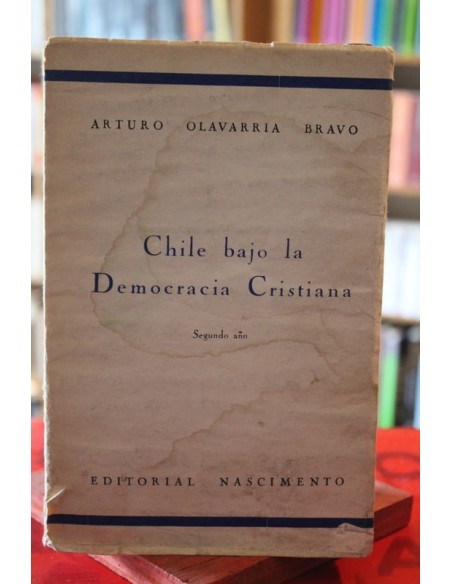 ARTURO OLAVARRIA BRAVO
Chile bajo la
Democracia Cristiana
Segundo año
EDITORIAL NASCIMENTO